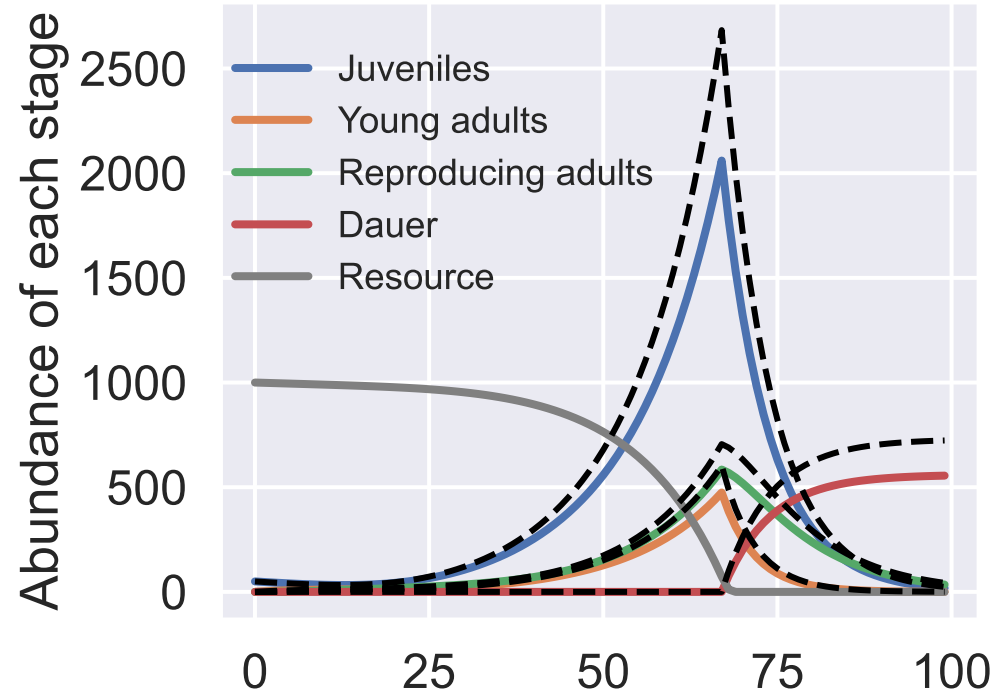 Abundance of each stage
2500
2000
1500
1000
500
0
Juveniles
Young adults
Reproducing adults
Dauer
Resource
0 25 50 75 100